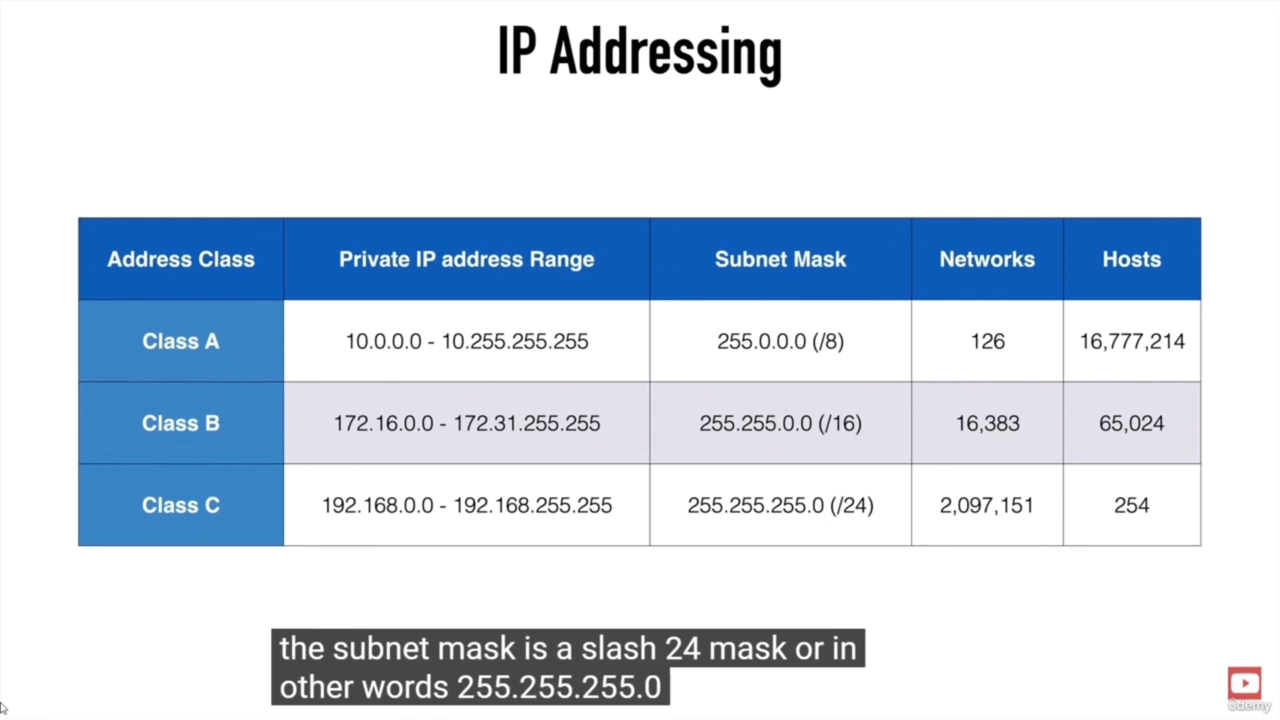 IP Addressing
Address Class Private IP address Range Subnet Mask Networks Hosts
Class A 10.0.0.0 - 10.255.255.255 255.0.0.0 (/8) 126 16,777,214
Class B 172.16.0.0 - 172.31.255.255 255.255.0.0 (/16) 16,383 65,024
Class C 192.168.0.0 - 192.168.255.255 255.255.255.0 (/24) 2,097,151 254
the subnet mask is a slash 24 mask or in
other words 255.255.255.0
ûdemy